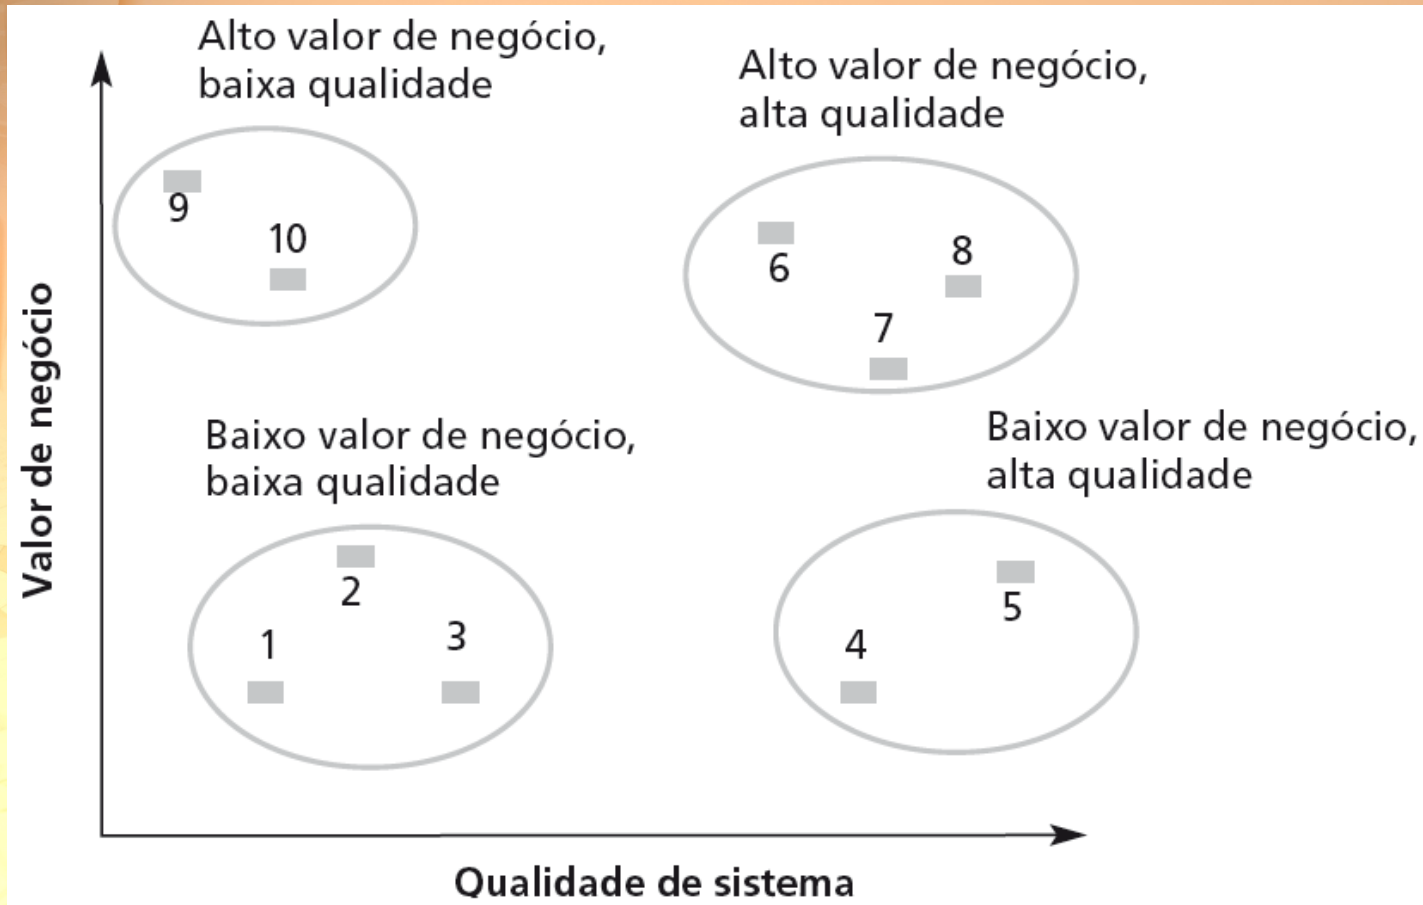 Alto valor de negócio,
baixa qualidade
Alto valor de negócio,
alta qualidade
9
10
6
8
7
Valor de negócio
Baixo valor de negócio,
baixa qualidade
Baixo valor de negócio,
alta qualidade
2
1
3
5
4
Qualidade de sistema